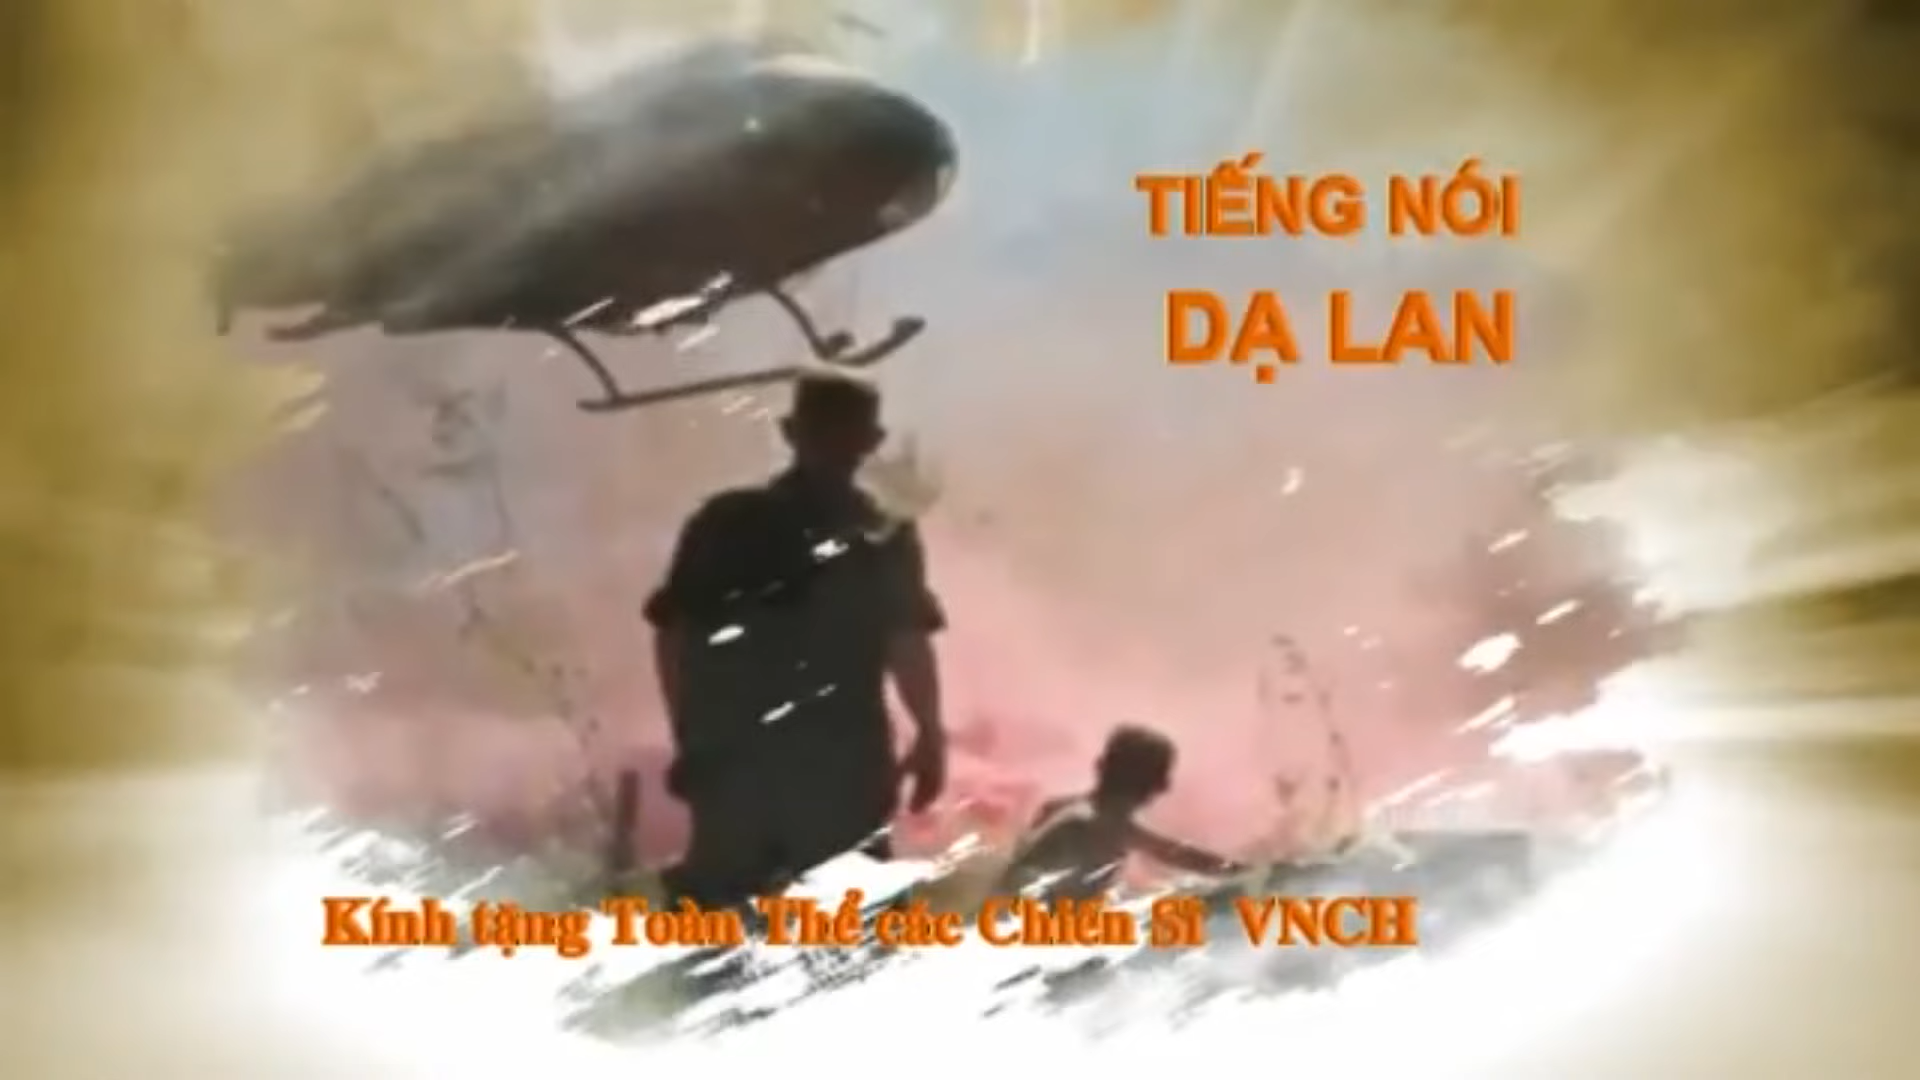 TIẾNG NÓI
DẠ LAN
Kính tặng Toàn Thể các Chiến Sĩ VNCH